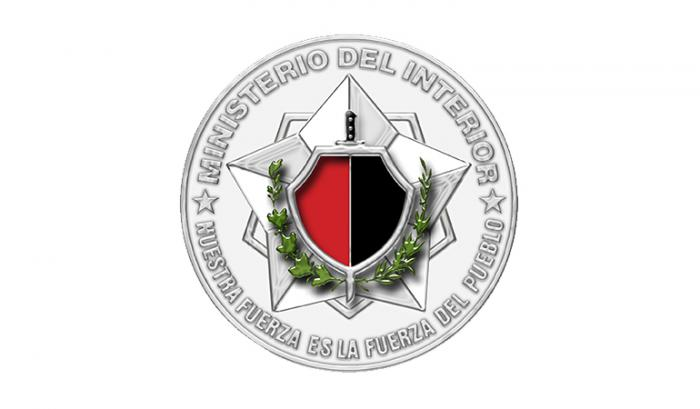 MINISTERIO DEL INTERIOR
NUESTRA FUERZA ES LA FUERZA DEL PUEBLO